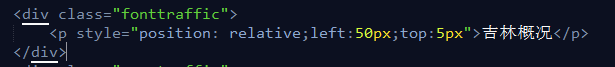 <div class="fonttraffic">
<p style="position: relative;left:50px;top:5px">吉林概况</p>
</div>